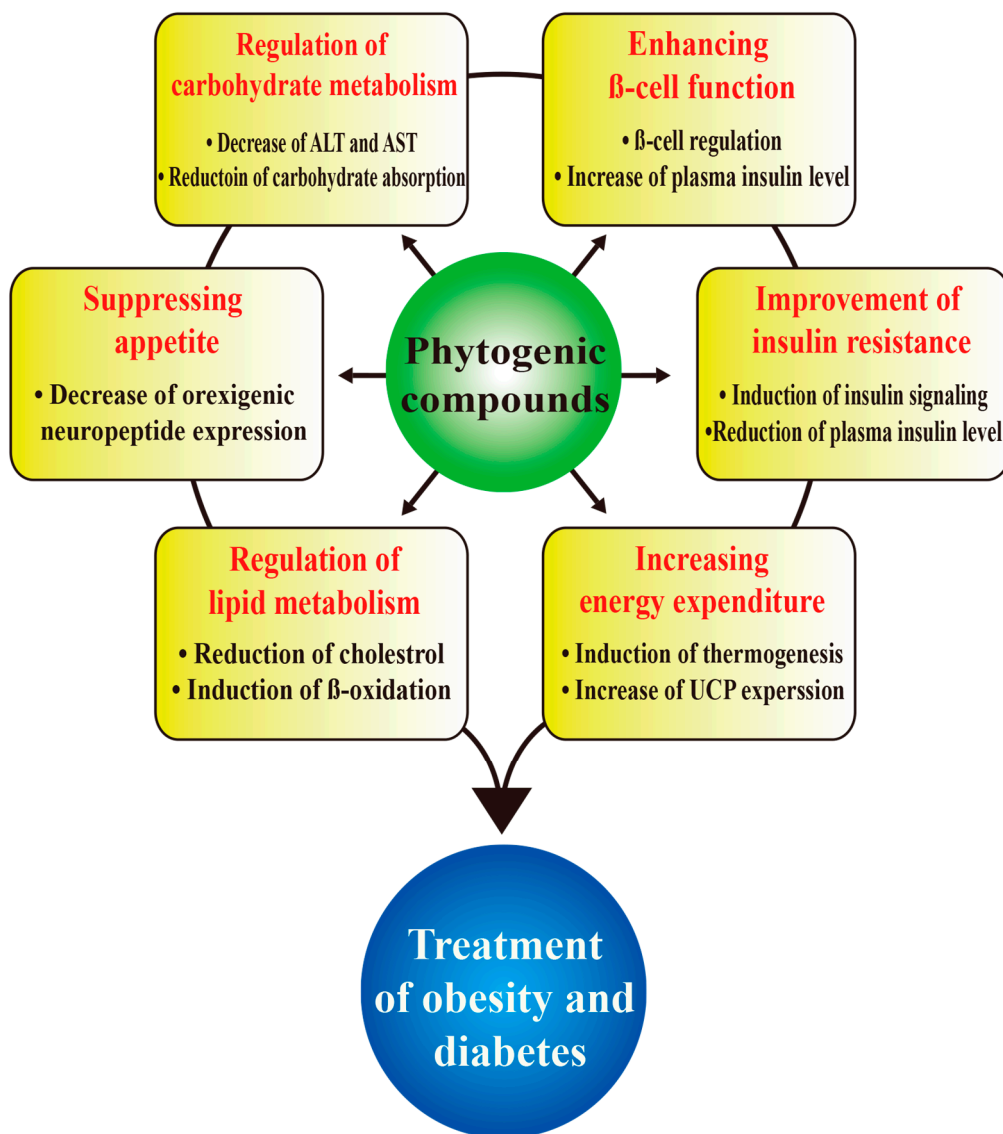 Regulation of
carbohydrate metabolism
• Decrease of ALT and AST
• Reductoin of carbohydrate absorption
Enhancing
ß-cell function
• ß-cell regulation
• Increase of plasma insulin level
Suppressing
appetite
• Decrease of orexigenic
neuropeptide expression
Phytogenic
compounds
Improvement of
insulin resistance
• Induction of insulin signaling
•Reduction of plasma insulin level
Regulation of
lipid metabolism
• Reduction of cholestrol
• Induction of ß-oxidation
Increasing
energy expenditure
• Induction of thermogenesis
• Increase of UCP experssion
Treatment
of obesity and
diabetes